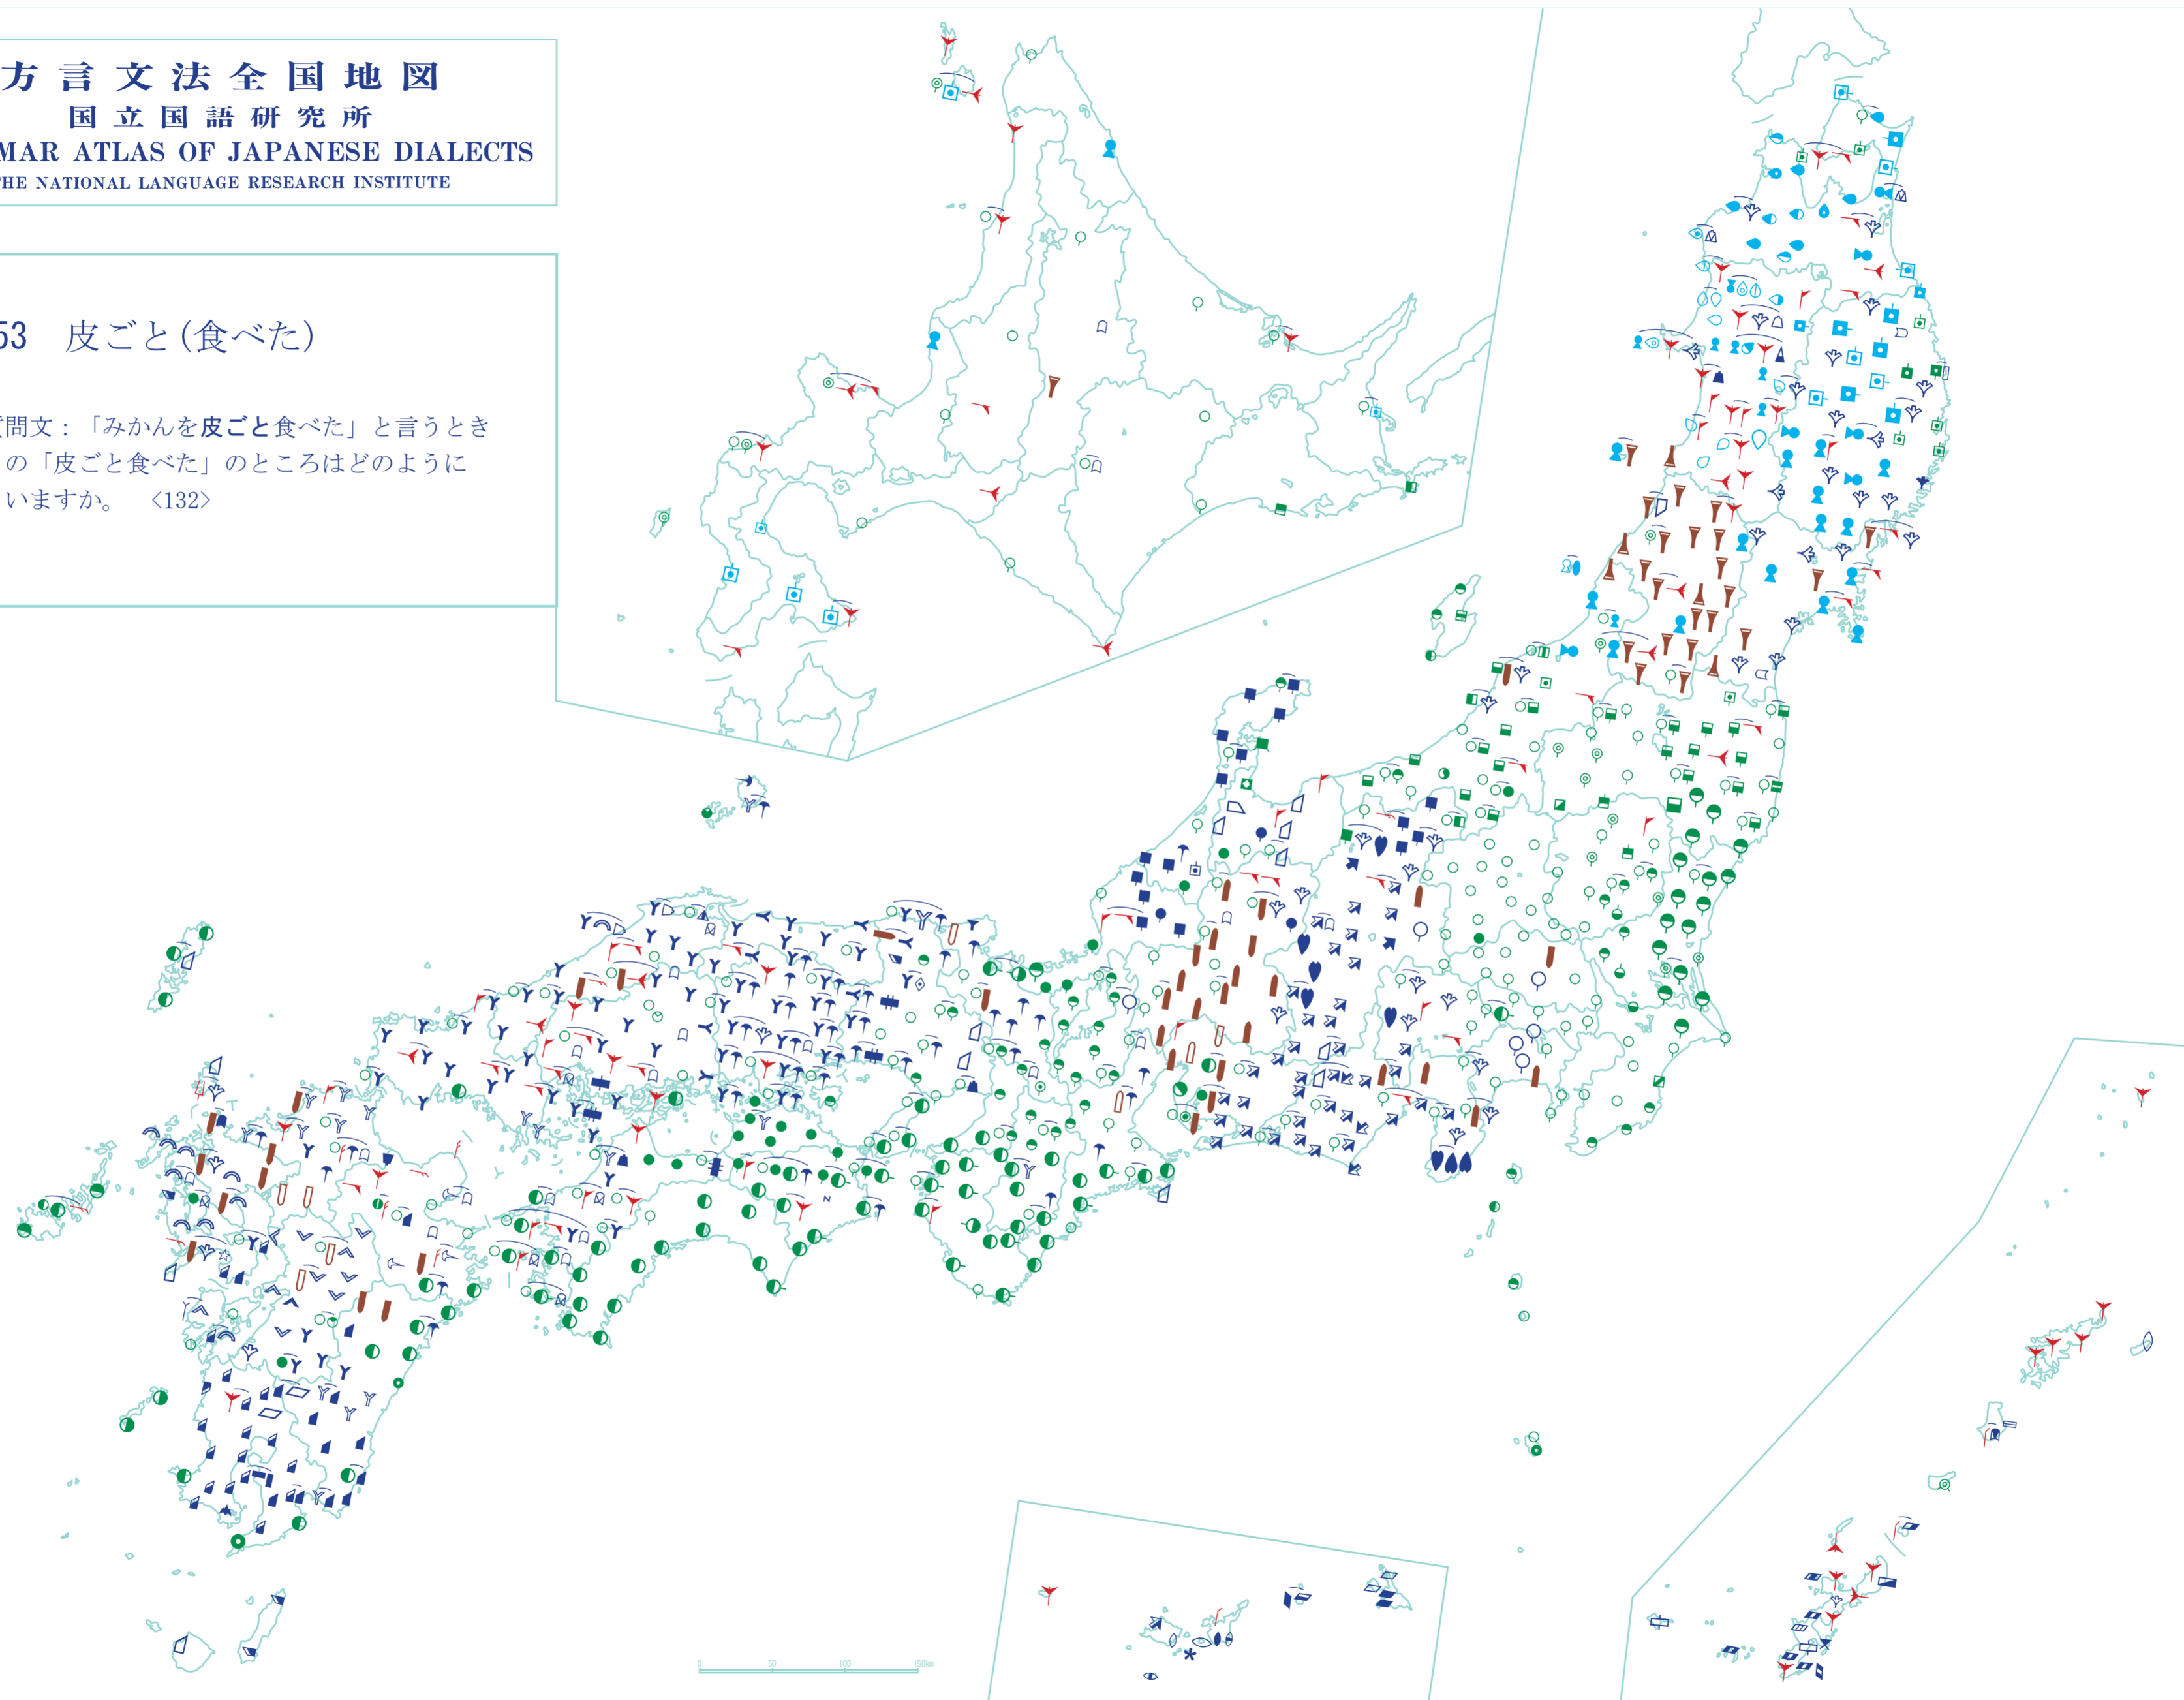 方言文法全国地図
国立国語研究所
MAR ATLAS OF JAPANESE DIALECTS
HE NATIONAL LANGUAGE RESEARCH INSTITUTE
53 皮ごと(食べた)
問文：「みかんを皮ごと食べた」と言うとき
の「皮ごと食べた」のところはどのように
いますか。 〈132〉
0 50 100 150km
N